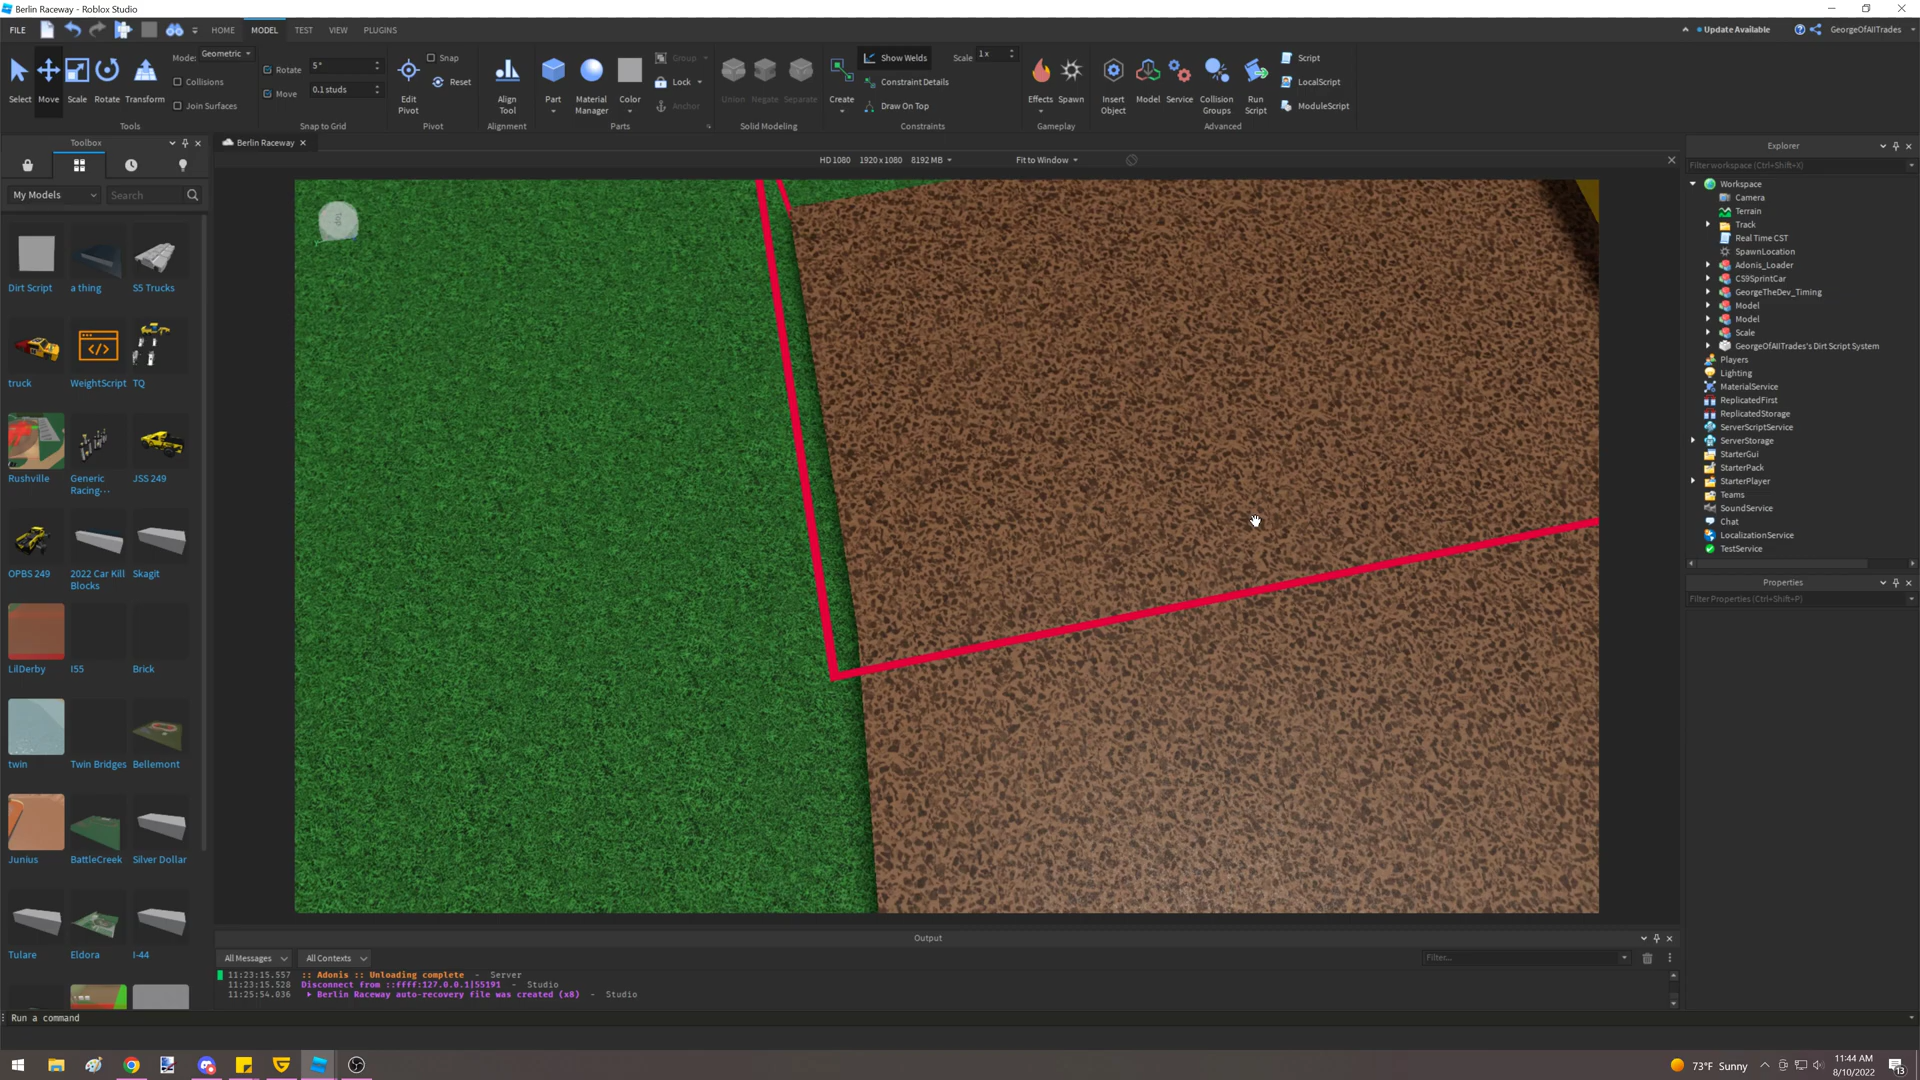 Berlin Raceway - Roblox Studio
FILE HOME MODEL TEST VIEW PLUGINS Update Available GeorgeOfAllTrades
Mode: Geometric
Collisions
Join Surfaces
Select Move Scale Rotate Transform
Tools
Rotate 5°
Move 0.1 studs
Snap to Grid
Edit Pivot
Snap
Reset
Pivot
Align Tool
Alignment
Part Material Manager Color
Group
Lock
Anchor
Parts
Union Negate Separate
Solid Modeling
Create
Show Welds Scale 1x
Constraint Details
Draw On Top
Constraints
Effects Spawn
Gameplay
Insert Object Model Service Collision Groups Run Script
Script
LocalScript
ModuleScript
Advanced
Toolbox
My Models Search
Dirt Script a thing S5 Trucks
truck WeightScript TQ
Rushville Generic Racing... JSS 249
OPBS 249 2022 Car Kill Blocks Skagit
LilDerby I55 Brick
twin Twin Bridges Bellemont
Junius BattleCreek Silver Dollar
Tulare Eldora I-44
Berlin Raceway
HD 1080 1920 x 1080 8192 MB Fit to Window
Top
Explorer
Filter workspace (Ctrl+Shift+X)
Workspace
Camera
Terrain
Track
Real Time CST
SpawnLocation
Adonis_Loader
CS9SprintCar
GeorgeTheDev_Timing
Model
Model
Scale
GeorgeOfAllTrades's Dirt Script System
Players
Lighting
MaterialService
ReplicatedFirst
ReplicatedStorage
ServerScriptService
ServerStorage
StarterGui
StarterPack
StarterPlayer
Teams
SoundService
Chat
LocalizationService
TestService
Properties
Filter Properties (Ctrl+Shift+P)
Output
All Messages All Contexts Filter...
11:23:15.557 :: Adonis :: Unloading complete - Server
11:23:15.528 Disconnect from ::ffff:127.0.0.1|55191 - Studio
11:25:54.036 Berlin Raceway auto-recovery file was created (x8) - Studio
Run a command
73°F Sunny
11:44 AM
8/10/2022
13